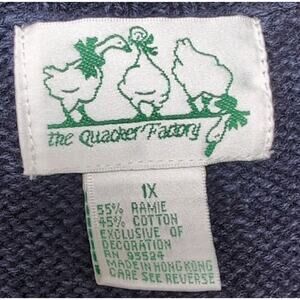 the Quacker Factory
1X
55% RAMIE
45% COTTON
EXCLUSIVE OF
DECORATION
RN 95524
MADE IN HONG KONG
CARE SEE REVERSE